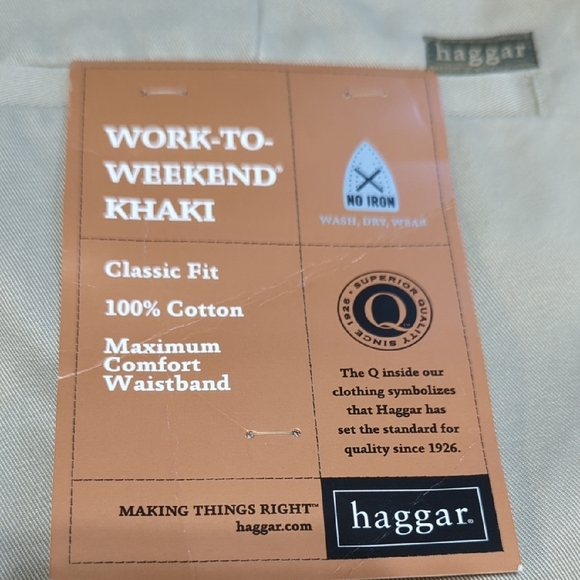 haggar
WORK-TO-
WEEKEND®
KHAKI
NO IRON
WASH, DRY, WEAR
Classic Fit
100% Cotton
Maximum
Comfort
Waistband
SUPERIOR QUALITY SINCE 1926
Q
The Q inside our
clothing symbolizes
that Haggar has
set the standard for
quality since 1926.
MAKING THINGS RIGHT™
haggar.com
haggar®